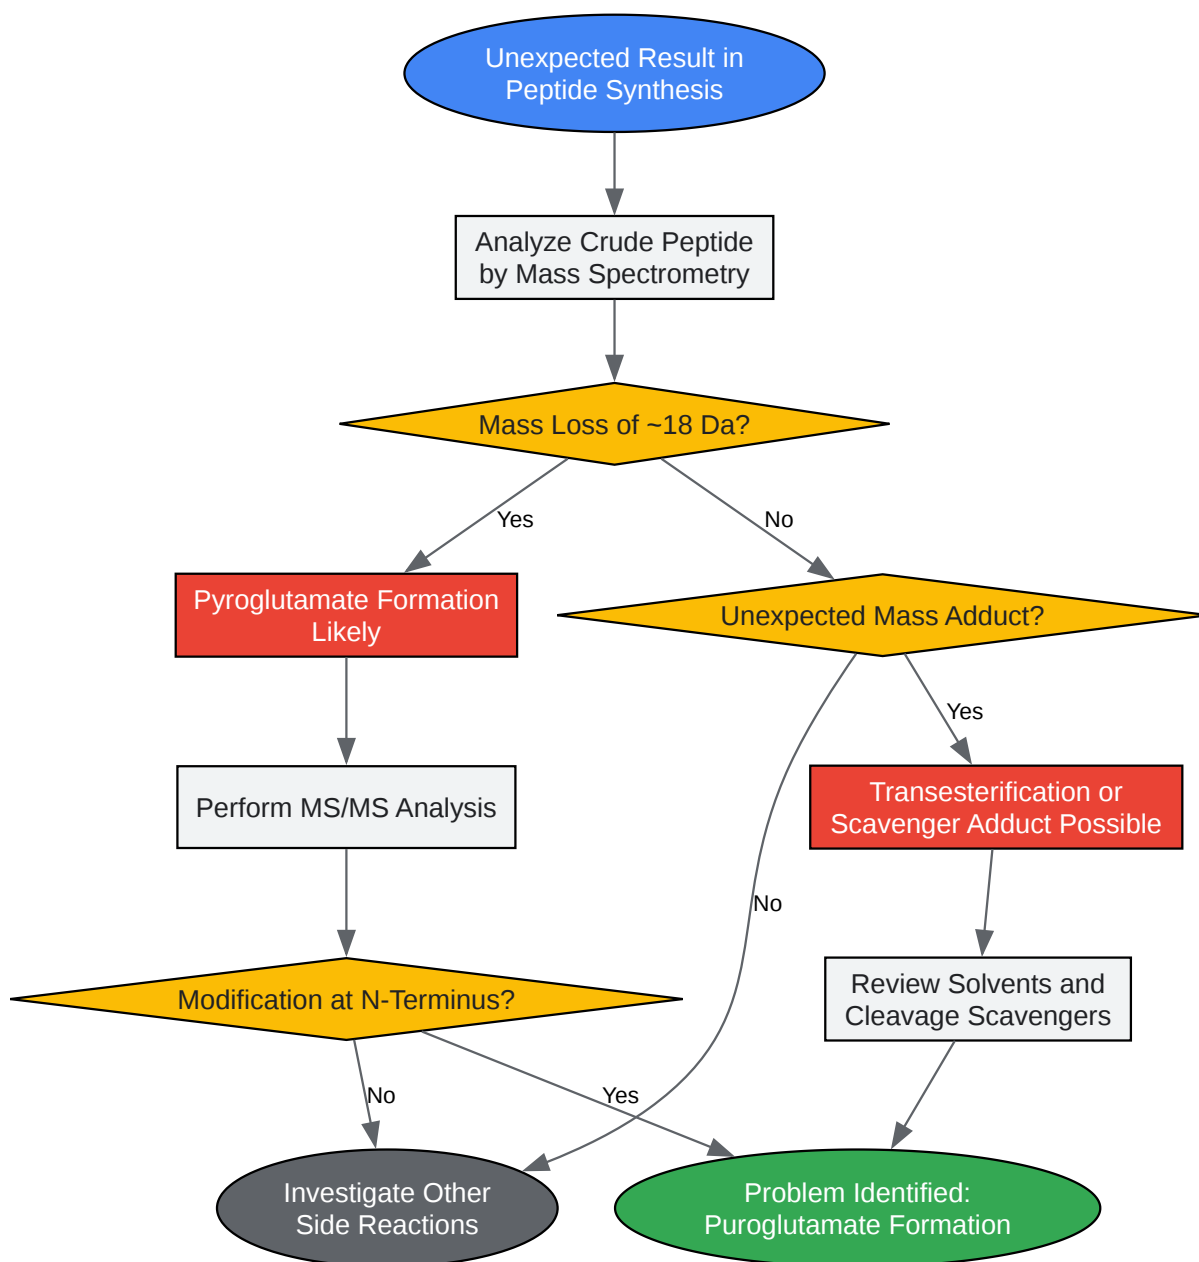 Unexpected Result in
Peptide Synthesis
Analyze Crude Peptide
by Mass Spectrometry
Mass Loss of ~18 Da?
Yes
No
Pyroglutamate Formation
Likely
Unexpected Mass Adduct?
Yes
Perform MS/MS Analysis
Transesterification or
Scavenger Adduct Possible
No
Modification at N-Terminus?
Review Solvents and
Cleavage Scavengers
No
Yes
Investigate Other
Side Reactions
Problem Identified:
Puroglutamate Formation